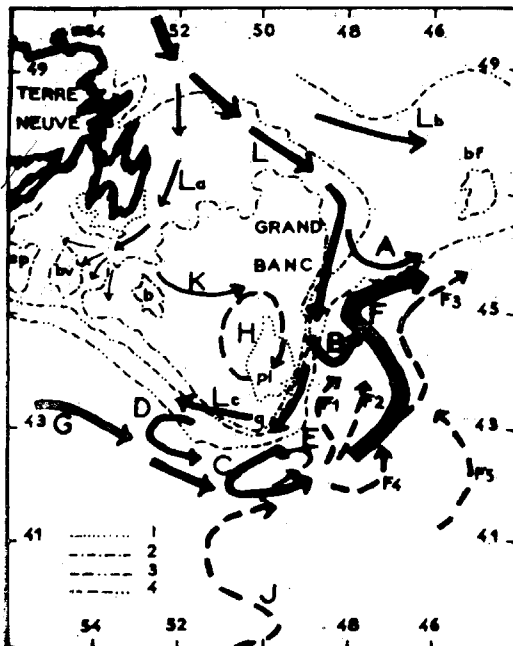 54 52 50 48 46
49 49
TERRE
NEUVE
L
Lb
La
bf
GRAND
BANC
A
bv
b
K
F3
45
F
B
H
pl
F1 F2
Lc
43 G D g 43
E
C
F4
F5
41 41
1
2
3
4
J
54 52 50 48 46